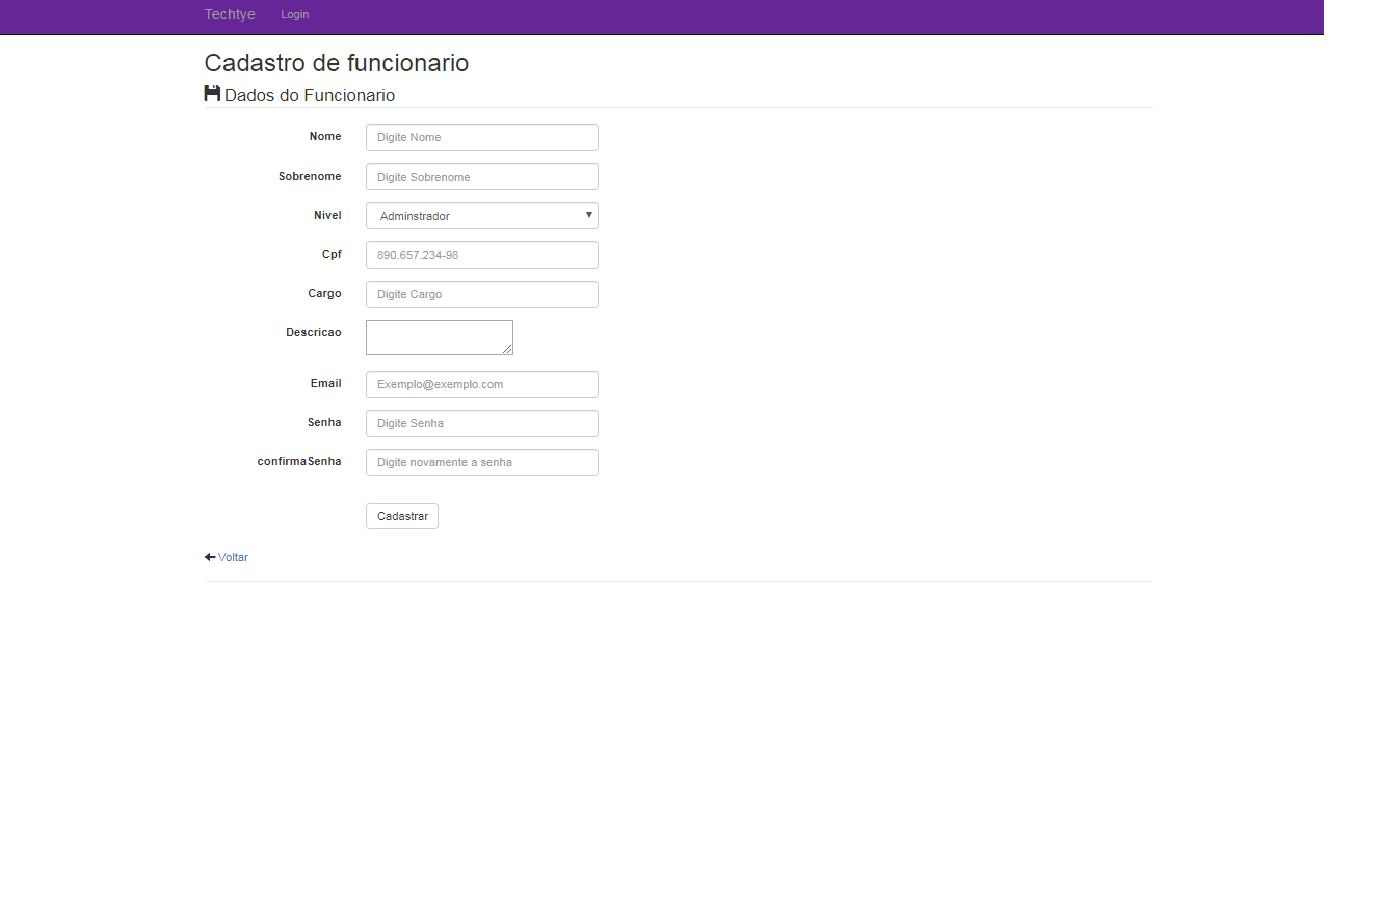 Techtye Login
Cadastro de funcionario
Dados do Funcionario
Nome Digite Nome
Sobrenome Digite Sobrenome
Nivel Adminstrador
Cpf 890.657.234-98
Cargo Digite Cargo
Descricao
Email Exemplo@exemplo.com
Senha Digite Senha
confirmaSenha Digite novamente a senha
Cadastrar
Voltar